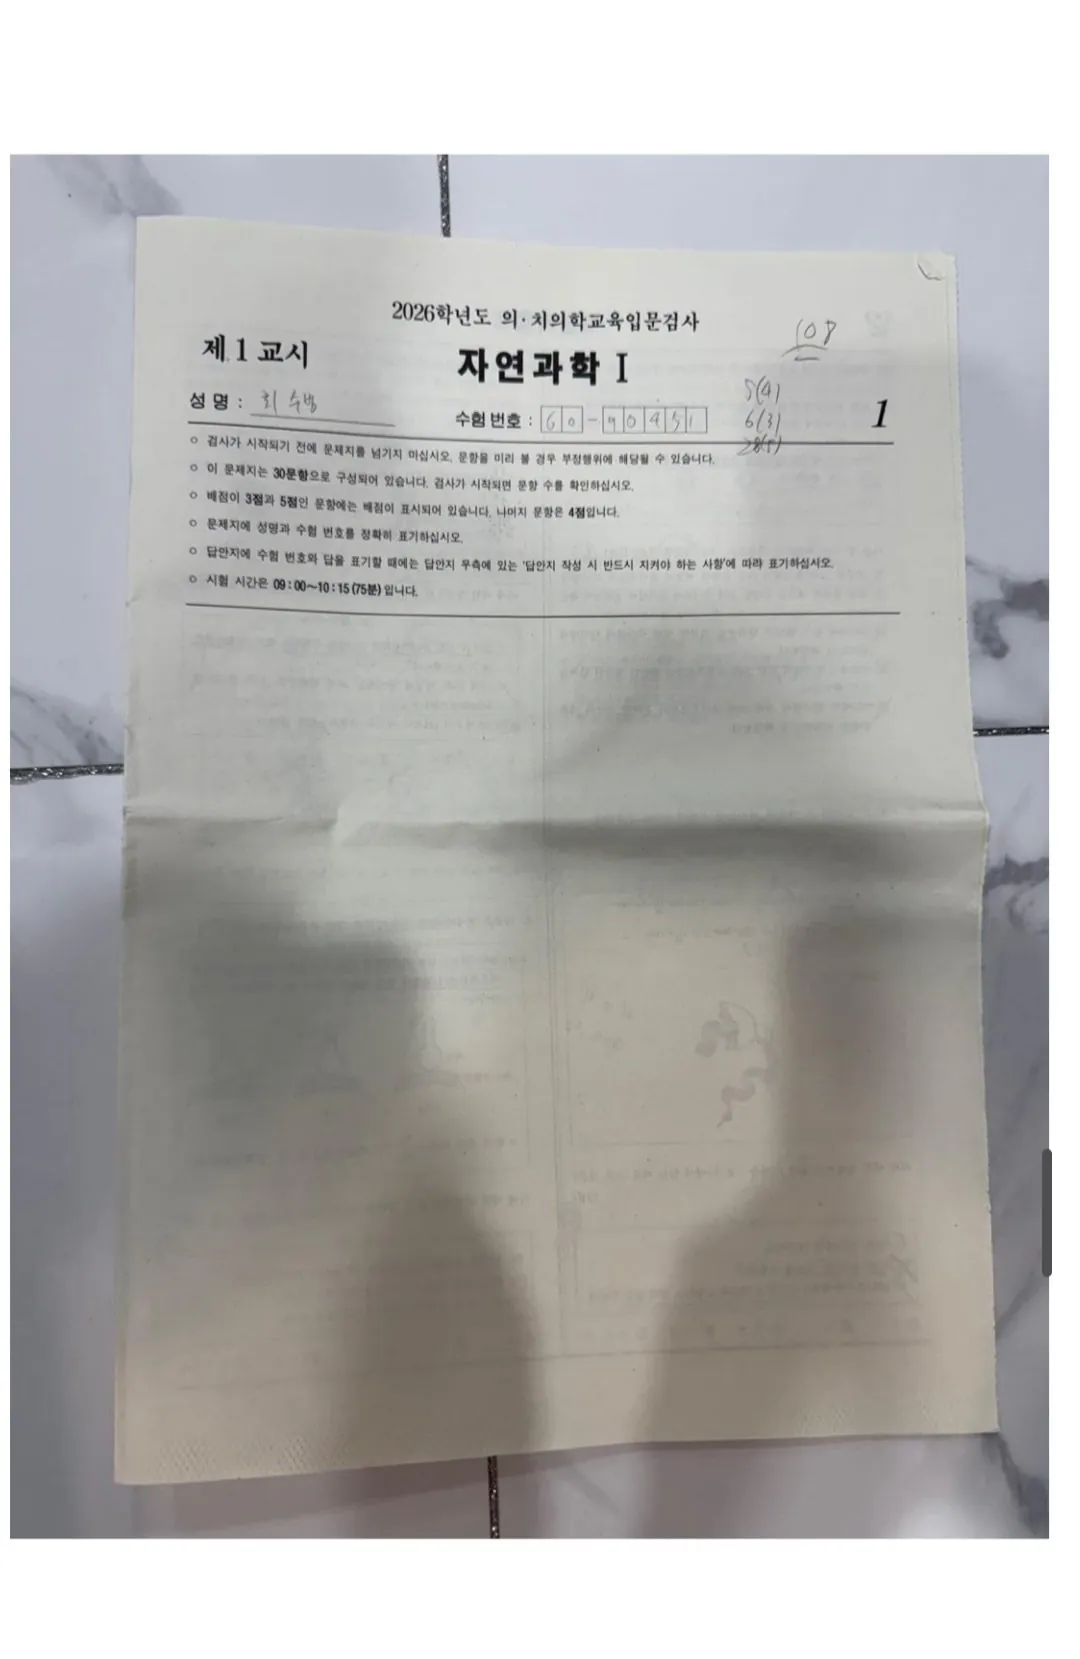 2026학년도 의·치의학교육입문검사
제 1 교시
자연과학 I
108
성 명 :
수험 번호 : 60-90451
5(4)
6(3)
28(5)
1
○ 검사가 시작되기 전에 문제지를 넘기지 마십시오. 문항을 미리 볼 경우 부정행위에 해당될 수 있습니다.
○ 이 문제지는 30문항으로 구성되어 있습니다. 검사가 시작되면 문항 수를 확인하십시오.
○ 배점이 3점과 5점인 문항에는 배점이 표시되어 있습니다. 나머지 문항은 4점입니다.
○ 문제지에 성명과 수험 번호를 정확히 표기하십시오.
○ 답안지에 수험 번호와 답을 표기할 때에는 답안지 우측에 있는 '답안지 작성 시 반드시 지켜야 하는 사항'에 따라 표기하십시오.
○ 시험 시간은 09:00~10:15(75분)입니다.